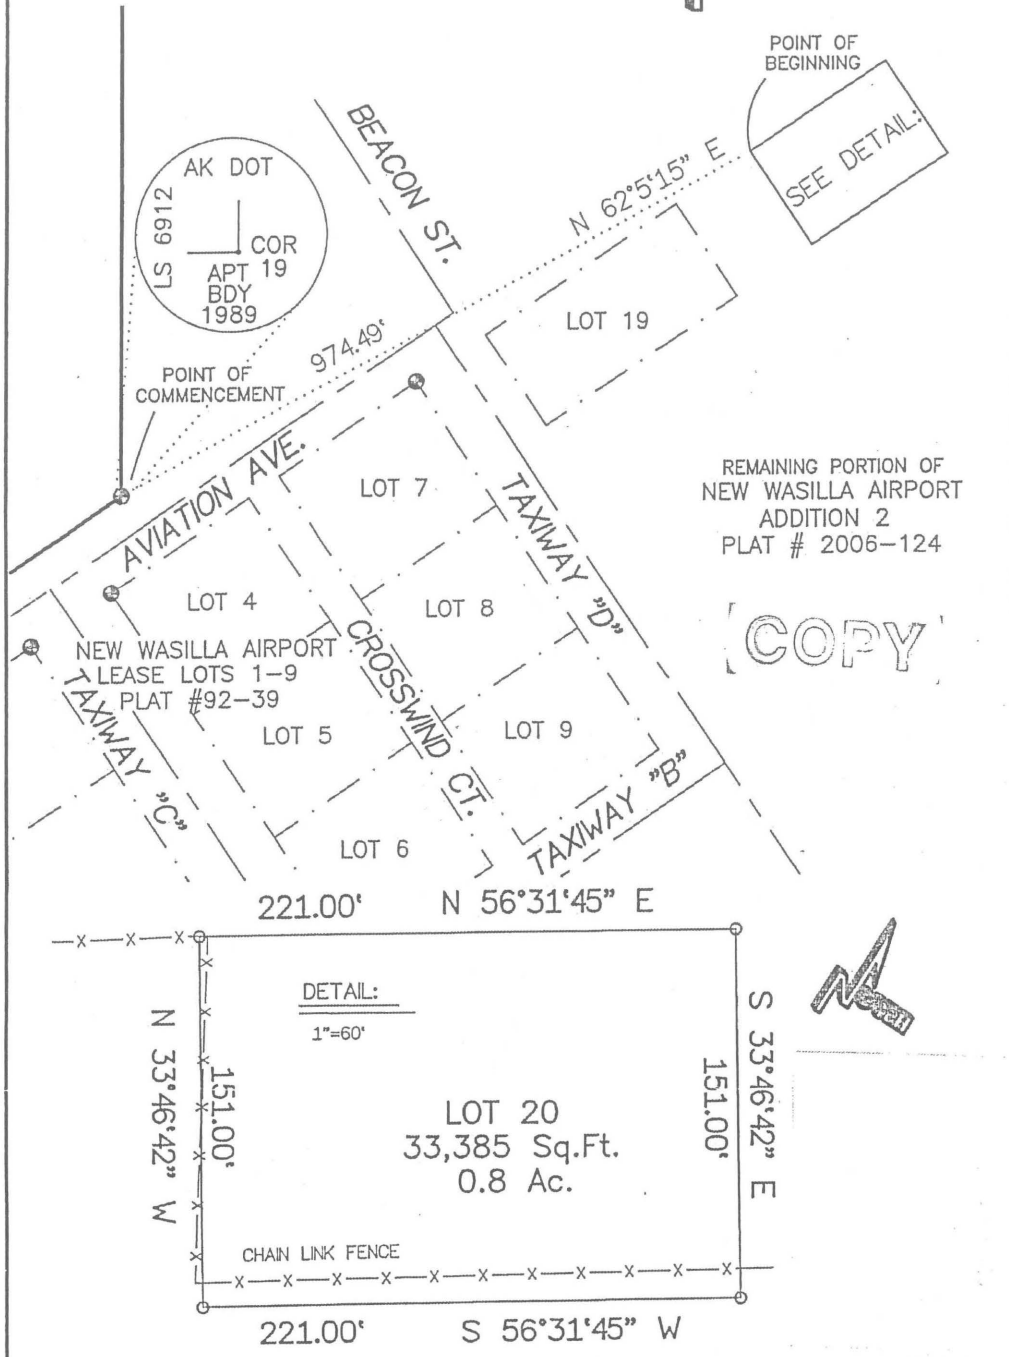 POINT OF
BEGINNING
SEE DETAIL:
BEACON ST.
N 62°5'15" E
AK DOT
LS 6912
COR
19
APT
BDY
1989
974.49'
LOT 19
POINT OF
COMMENCEMENT
AVIATION AVE.
LOT 7
TAXIWAY "D"
REMAINING PORTION OF
NEW WASILLA AIRPORT
ADDITION 2
PLAT # 2006-124
LOT 4
LOT 8
COPY
NEW WASILLA AIRPORT
LEASE LOTS 1-9
PLAT #92-39
CROSSWIND CT.
TAXIWAY "C"
LOT 5
LOT 9
TAXIWAY "B"
LOT 6
221.00' N 56°31'45" E
DETAIL:
1"=60'
N 33°46'42" W
151.00'
LOT 20
33,385 Sq.Ft.
0.8 Ac.
151.00'
S 33°46'42" E
CHAIN LINK FENCE
221.00' S 56°31'45" W